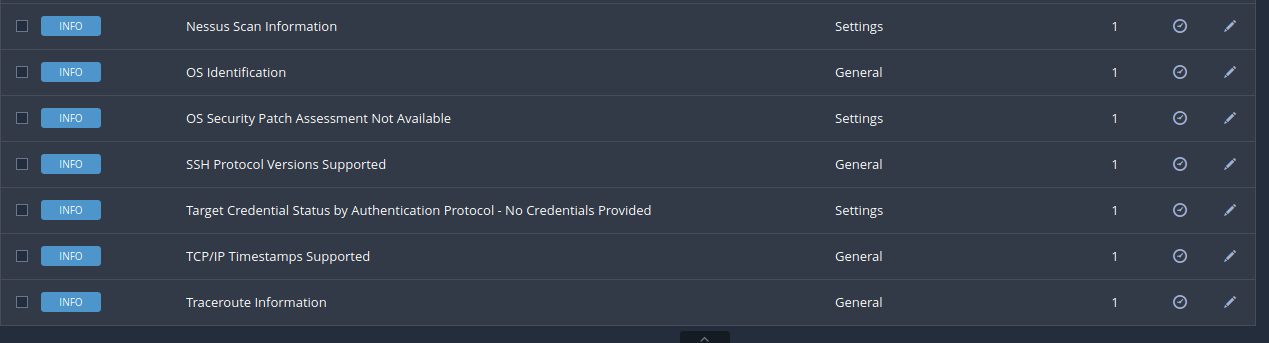 INFO Nessus Scan Information Settings 1
INFO OS Identification General 1
INFO OS Security Patch Assessment Not Available Settings 1
INFO SSH Protocol Versions Supported General 1
INFO Target Credential Status by Authentication Protocol - No Credentials Provided Settings 1
INFO TCP/IP Timestamps Supported General 1
INFO Traceroute Information General 1